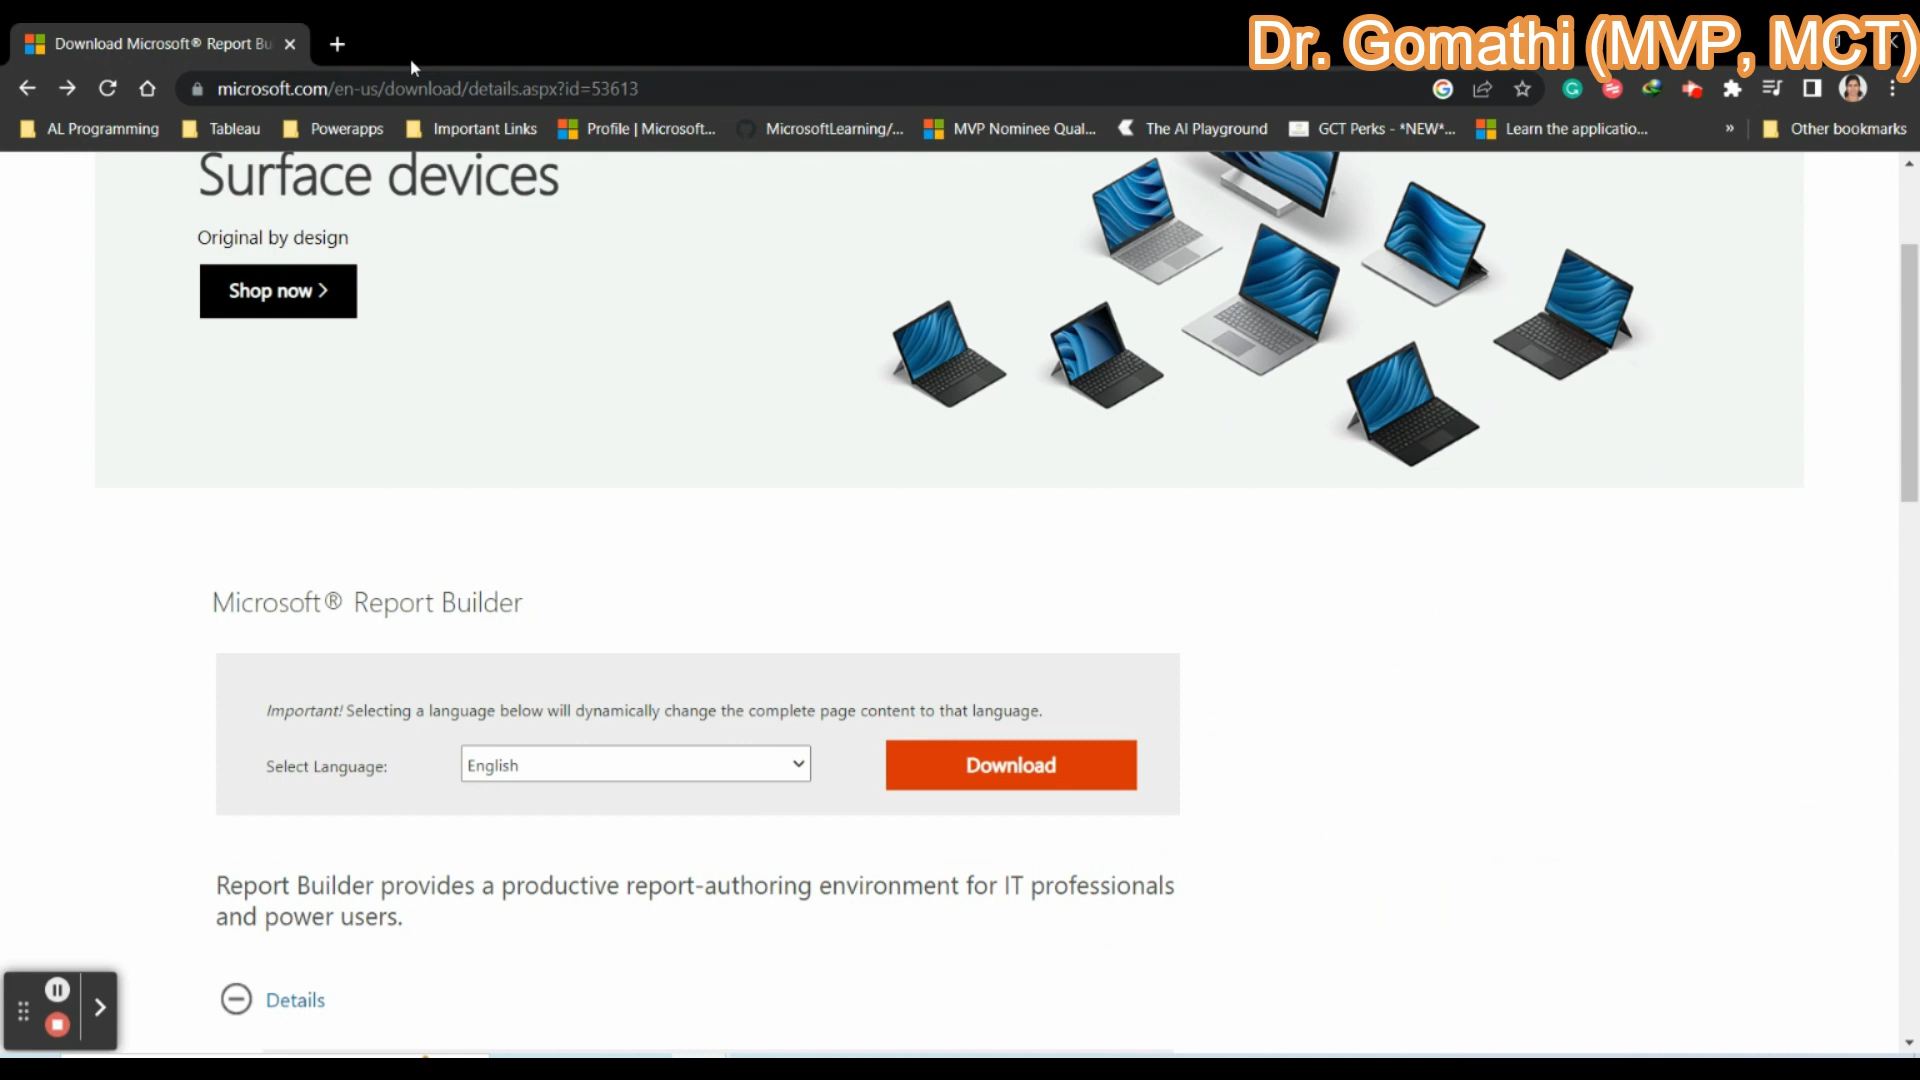 Download Microsoft® Report Bu
Dr. Gomathi (MVP, MCT)
microsoft.com/en-us/download/details.aspx?id=53613
AL Programming
Tableau
Powerapps
Important Links
Profile | Microsoft...
MicrosoftLearning/...
MVP Nominee Qual...
The AI Playground
GCT Perks - *NEW*...
Learn the applicatio...
»
Other bookmarks
Surface devices
Original by design
Shop now >
Microsoft® Report Builder
Important! Selecting a language below will dynamically change the complete page content to that language.
Select Language:
English
Download
Report Builder provides a productive report-authoring environment for IT professionals
and power users.
Details